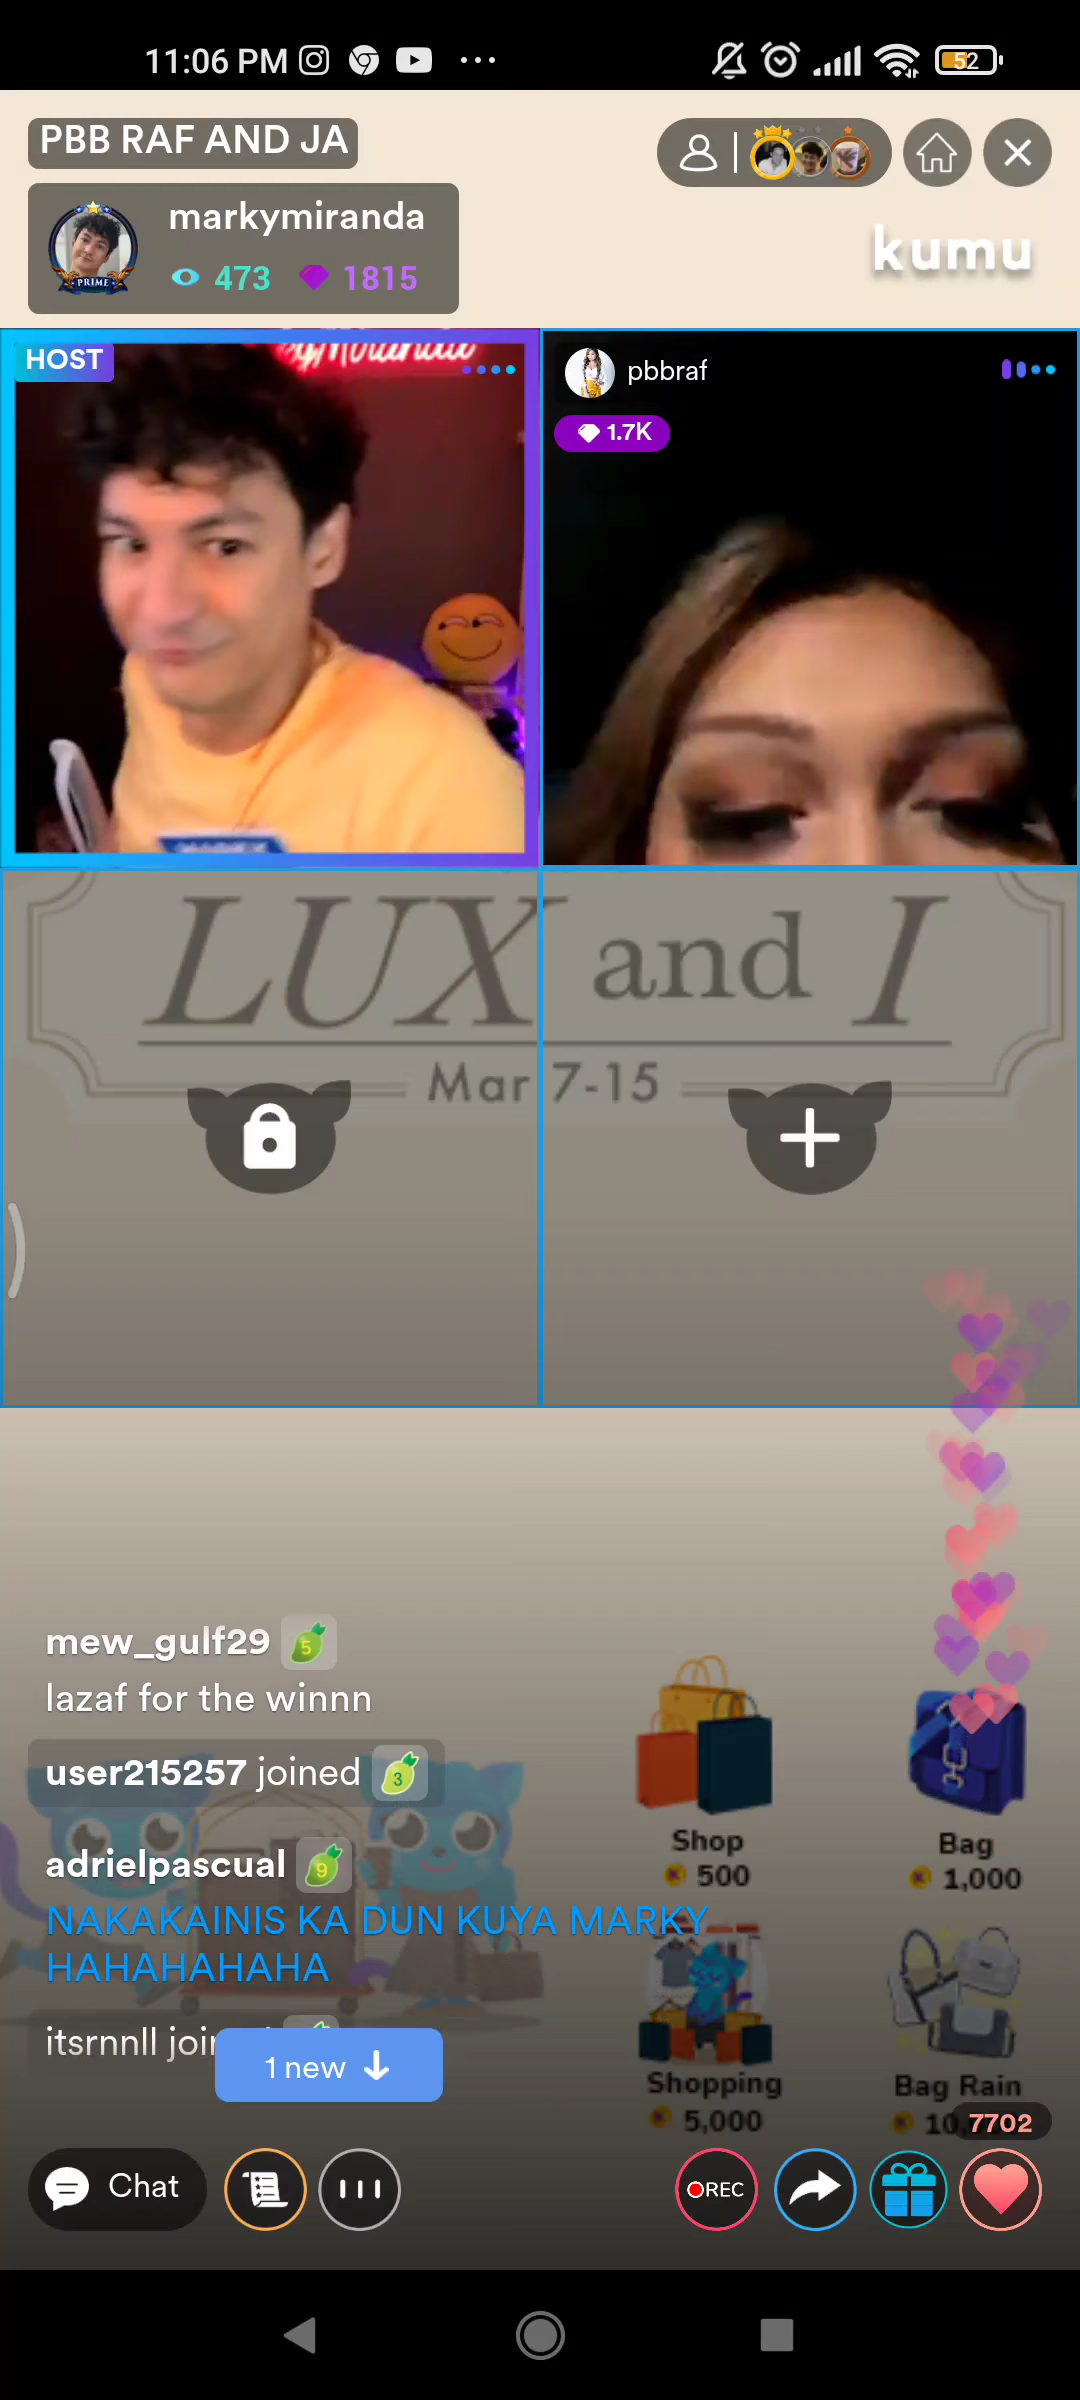 11:06 PM
52
PBB RAF AND JA
markymiranda
473 1815
PRIME
kumu
HOST
pbbraf
1.7K
LUX and I
Mar 7-15
mew_gulf29 5
lazaf for the winnn
user215257 joined 3
adrielpascual 9
NAKAKAINIS KA DUN KUYA MARKY
HAHAHAHAHA
itsrnnll
1 new
Shop
500
Bag
1,000
Shopping
5,000
Bag Rain
7702
Chat
REC